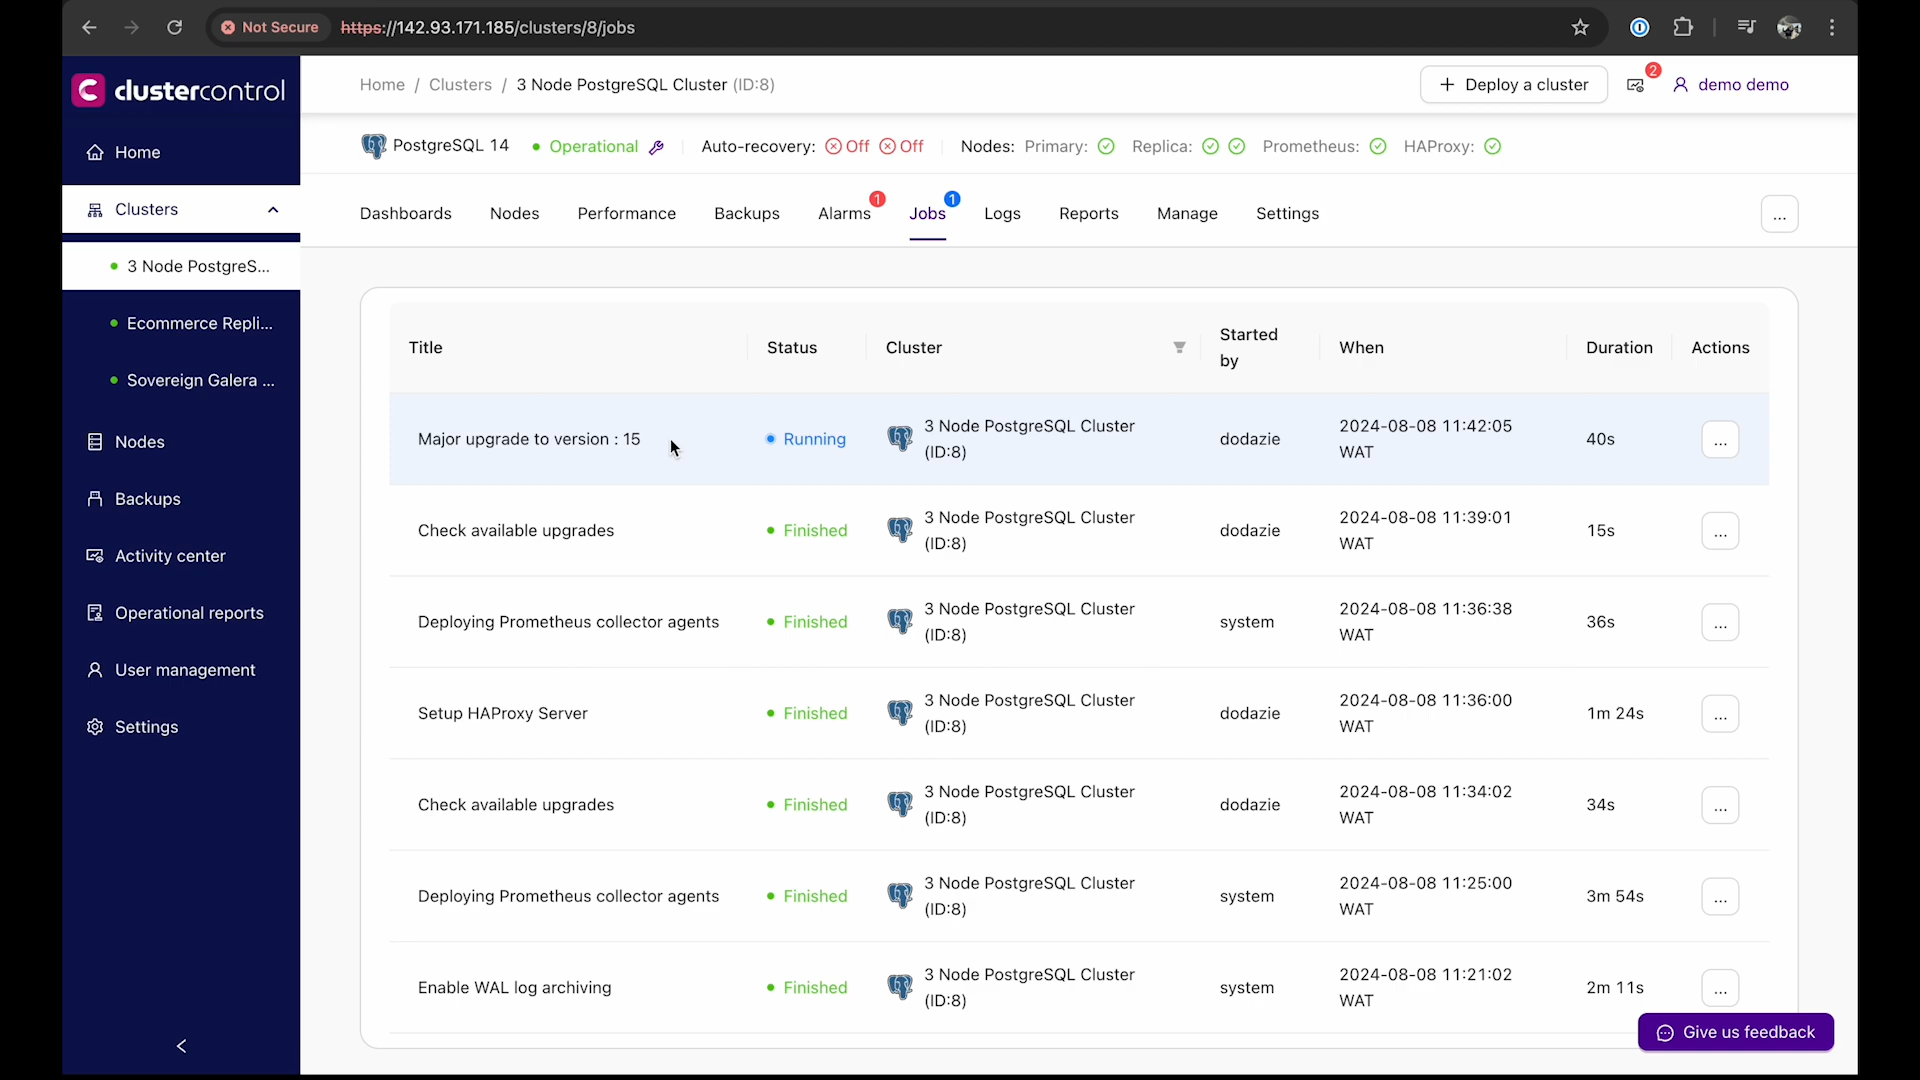 Not Secure
https://142.93.171.185/clusters/8/jobs
clustercontrol
Home
Clusters
3 Node PostgreS...
Ecommerce Repli...
Sovereign Galera ...
Nodes
Backups
Activity center
Operational reports
User management
Settings
Home / Clusters / 3 Node PostgreSQL Cluster (ID:8)
+ Deploy a cluster
2
demo demo
PostgreSQL 14
Operational
Auto-recovery: Off Off
Nodes: Primary: Replica: Prometheus: HAProxy:
Dashboards
Nodes
Performance
Backups
Alarms 1
Jobs 1
Logs
Reports
Manage
Settings
...
Title
Status
Cluster
Started
by
When
Duration
Actions
Major upgrade to version : 15
Running
3 Node PostgreSQL Cluster
(ID:8)
dodazie
2024-08-08 11:42:05
WAT
40s
...
Check available upgrades
Finished
3 Node PostgreSQL Cluster
(ID:8)
dodazie
2024-08-08 11:39:01
WAT
15s
...
Deploying Prometheus collector agents
Finished
3 Node PostgreSQL Cluster
(ID:8)
system
2024-08-08 11:36:38
WAT
36s
...
Setup HAProxy Server
Finished
3 Node PostgreSQL Cluster
(ID:8)
dodazie
2024-08-08 11:36:00
WAT
1m 24s
...
Check available upgrades
Finished
3 Node PostgreSQL Cluster
(ID:8)
dodazie
2024-08-08 11:34:02
WAT
34s
...
Deploying Prometheus collector agents
Finished
3 Node PostgreSQL Cluster
(ID:8)
system
2024-08-08 11:25:00
WAT
3m 54s
...
Enable WAL log archiving
Finished
3 Node PostgreSQL Cluster
(ID:8)
system
2024-08-08 11:21:02
WAT
2m 11s
...
Give us feedback